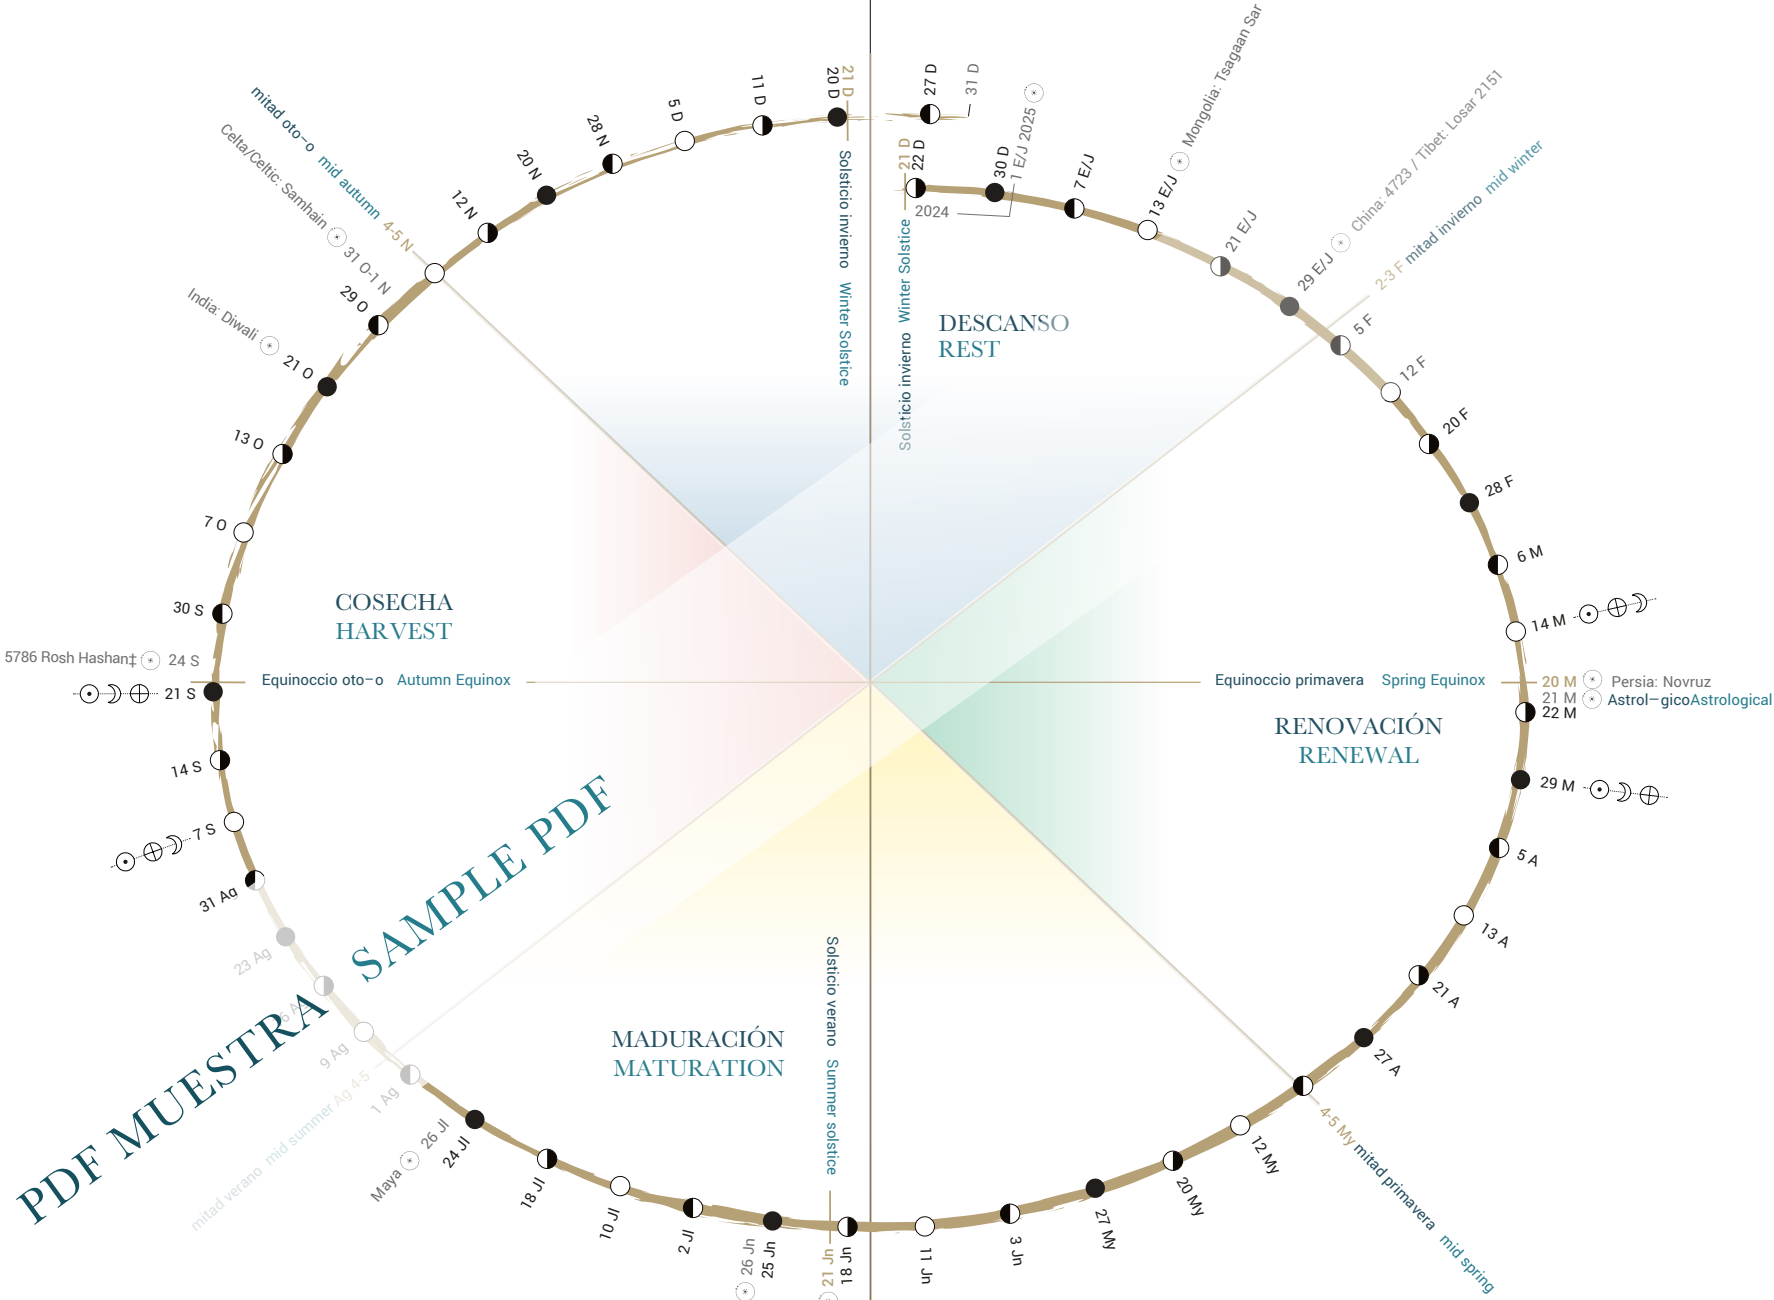 21 D
20 D
27 D
31 D
Solsticio invierno Winter Solstice
21 D
22 D
Solsticio invierno Winter Solstice
2024
30 D
1 E/J 2025
7 E/J
13 E/J Mongolia: Tsagaan Sar
21 E/J
29 E/J China: 4723 / Tibet: Losar 2151
2-3 F mitad invierno mid winter
DESCANSO
REST
5 F
12 F
20 F
28 F
6 M
14 M
Equinoccio primavera Spring Equinox
20 M Persia: Novruz
21 M Astrol—gicoAstrological
22 M
RENOVACIÓN
RENEWAL
29 M
5 A
13 A
21 A
27 A
4-5 My mitad primavera mid spring
12 My
20 My
27 My
3 Jn
11 Jn
18 Jn
21 Jn
Solsticio verano Summer solstice
MADURACIÓN
MATURATION
25 Jn
26 Jn
2 Jl
10 Jl
18 Jl
24 Jl
Maya 26 Jl
1 Ag
mitad verano mid summer Ag 4-5
9 Ag
23 Ag
31 Ag
7 S
14 S
21 S
Equinoccio oto–o Autumn Equinox
5786 Rosh Hashan‡ 24 S
COSECHA
HARVEST
30 S
7 O
13 O
India: Diwali 21 O
29 O
Celta/Celtic: Samhain 31 O-1 N
mitad oto–o mid autumn 4-5 N
12 N
20 N
28 N
5 D
11 D
PDF MUESTRA SAMPLE PDF